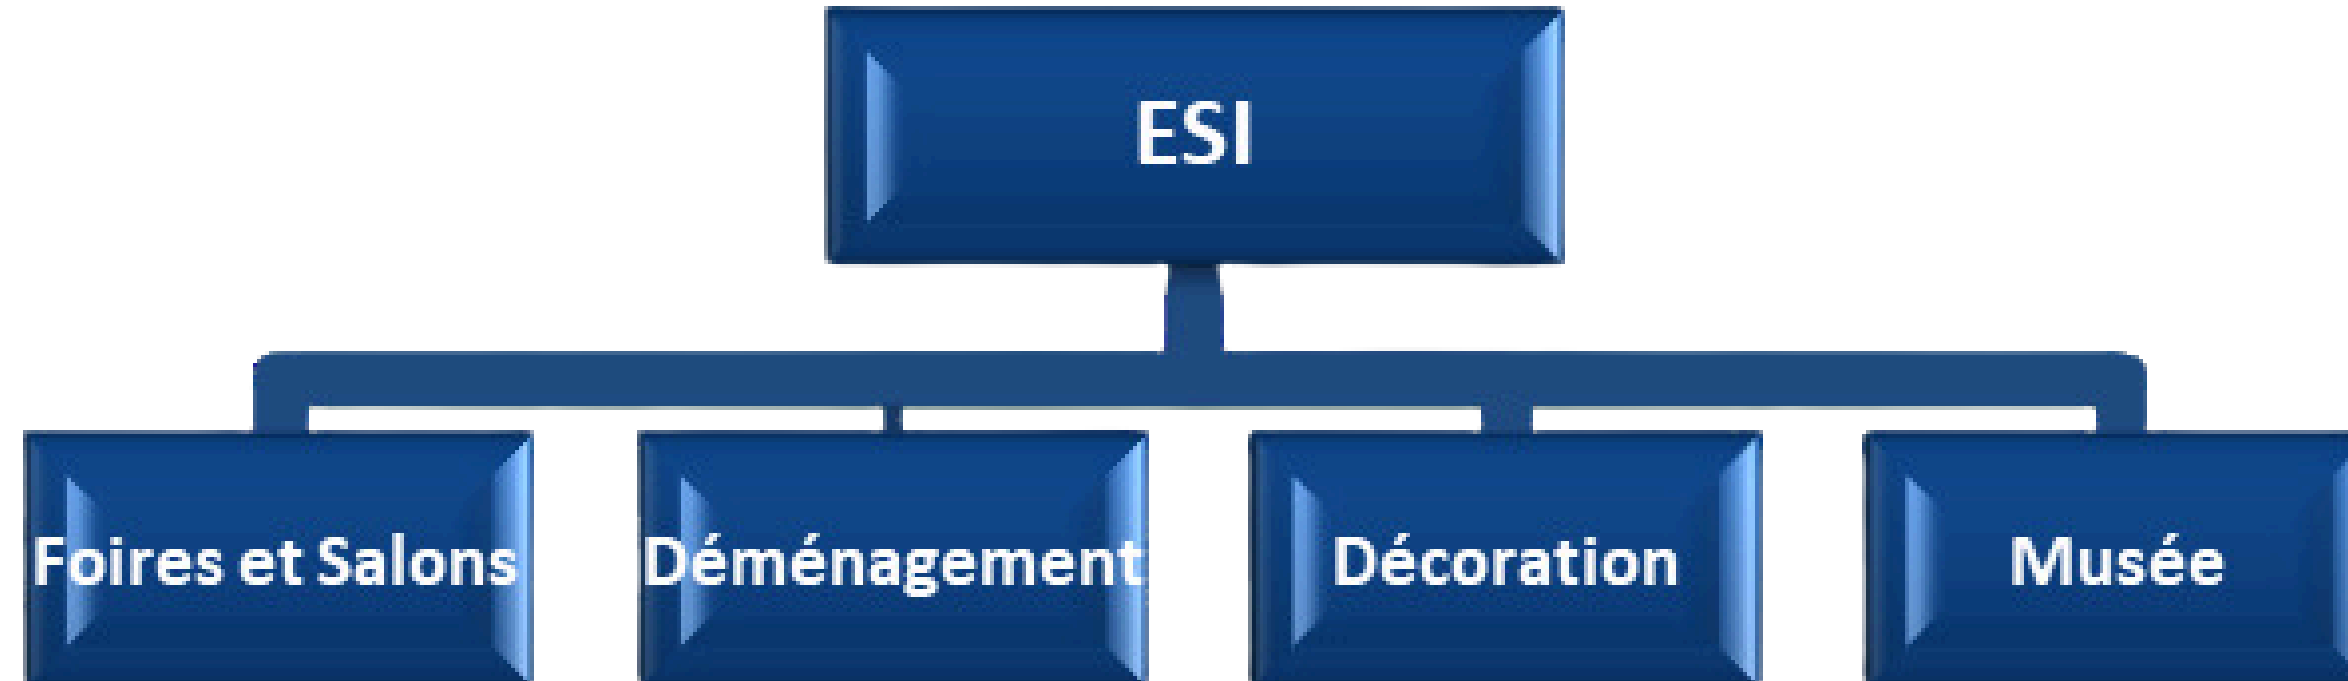 ESI
Foires et Salons
Déménagement
Décoration
Musée